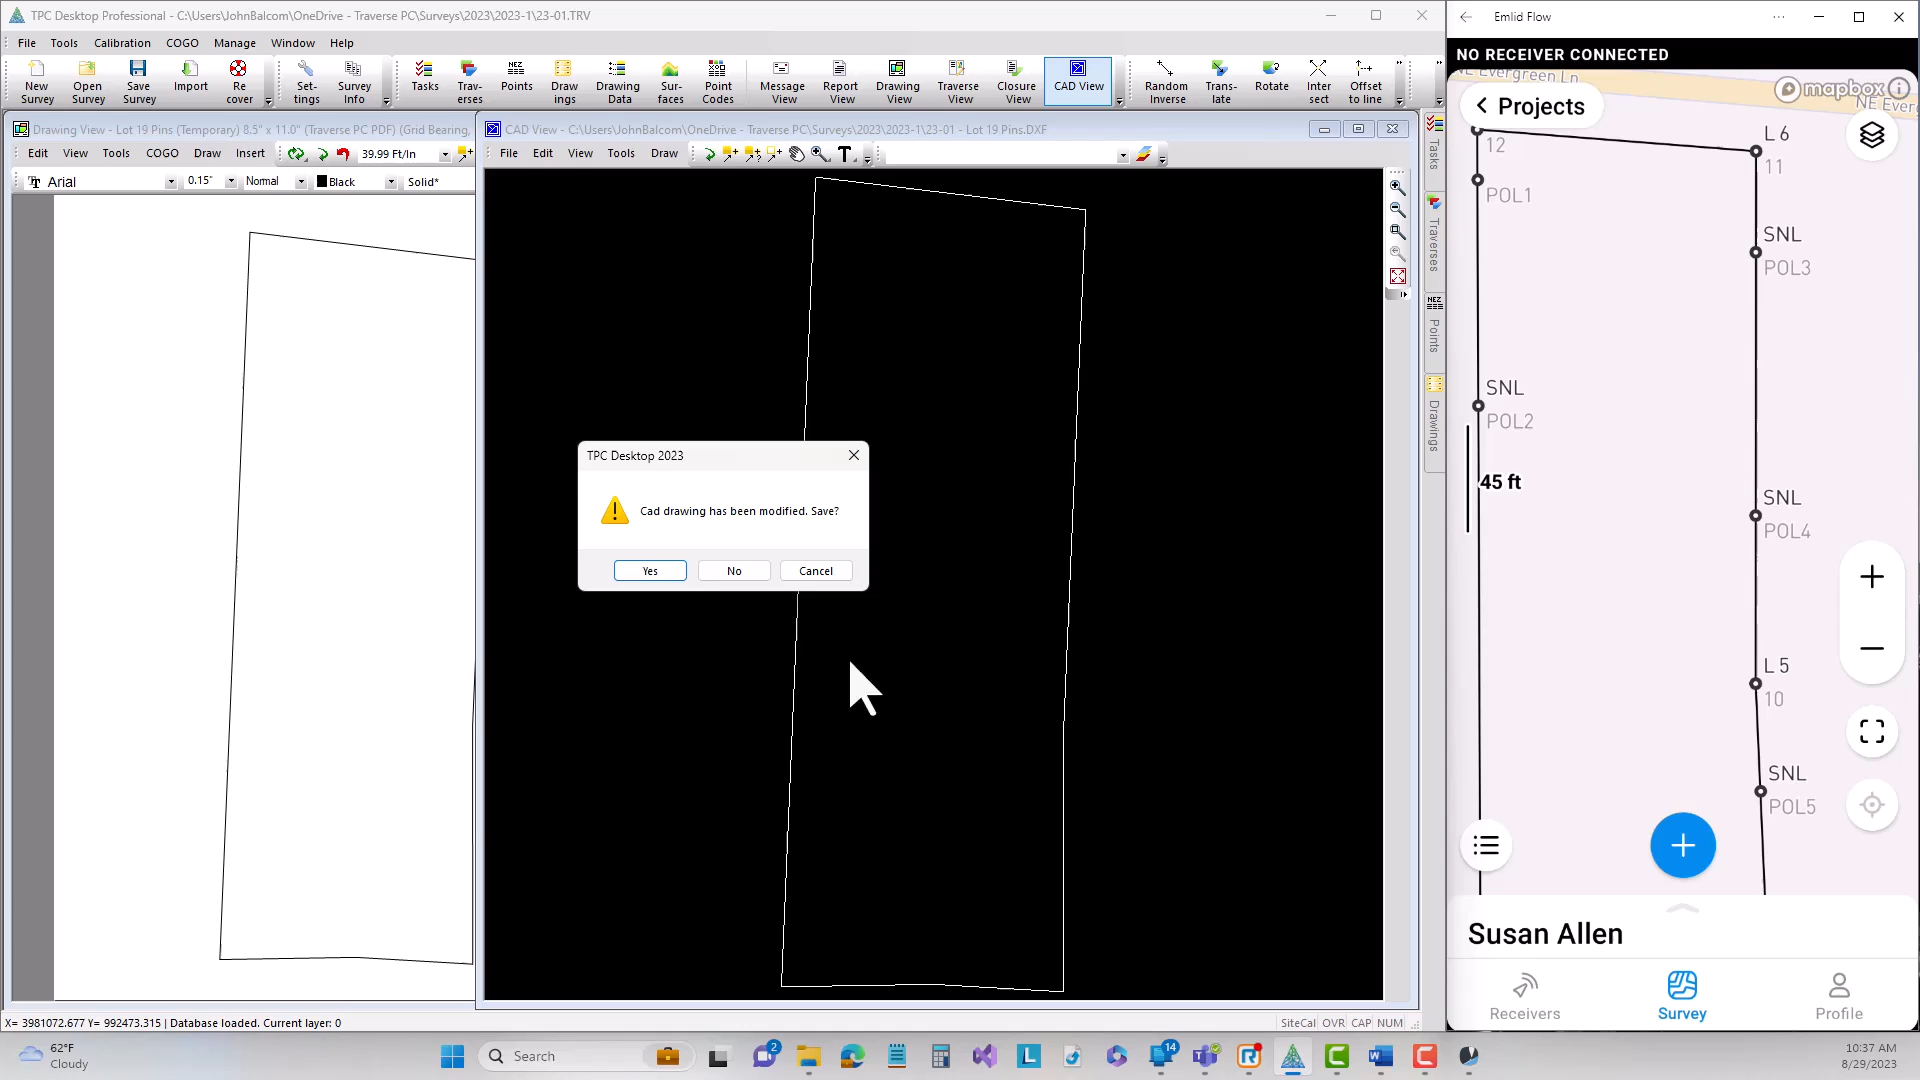 TPC Desktop Professional - C:\Users\JohnBalcom\OneDrive - Traverse PC\Surveys\2023\2023-1\23-01.TRV
File Tools Calibration COGO Manage Window Help
New Survey
Open Survey
Save Survey
Import
Re cover
Set- tings
Survey Info
Tasks
Trav- erses
NEZ
Points
Draw ings
Drawing Data
Sur- faces
Point Codes
Message View
Report View
Drawing View
Traverse View
Closure View
CAD View
Random Inverse
Trans- late
Rotate
Inter sect
Offset to line
Drawing View - Lot 19 Pins (Temporary) 8.5" x 11.0" (Traverse PC PDF) (Grid Bearing,
Edit View Tools COGO Draw Insert 39.99 Ft/In
Arial 0.15" Normal Black Solid*
CAD View - C:\Users\JohnBalcom\OneDrive - Traverse PC\Surveys\2023\2023-1\23-01 - Lot 19 Pins.DXF
File Edit View Tools Draw
Tasks
Traverses
NEZ
Points
Drawings
TPC Desktop 2023
Cad drawing has been modified. Save?
Yes No Cancel
X= 3981072.677 Y= 992473.315 | Database loaded. Current layer: 0
SiteCal OVR CAP NUM
Emlid Flow
NO RECEIVER CONNECTED
NE Evergreen Ln
mapbox
Projects
L 6
11
12
POL1
SNL
POL3
SNL
POL2
45 ft
SNL
POL4
L 5
10
SNL
POL5
Susan Allen
Receivers Survey Profile
62°F
Cloudy
Search
2
14
10:37 AM
8/29/2023